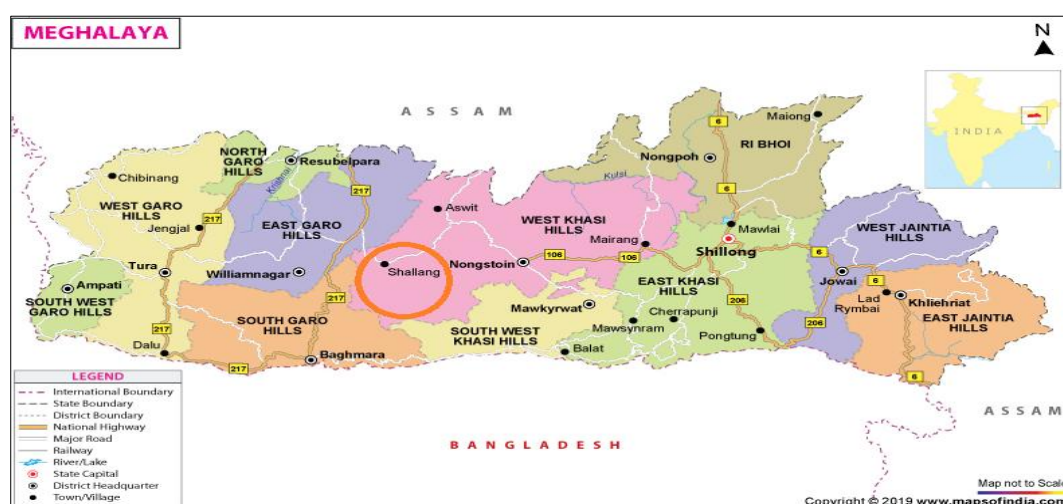 MEGHALAYA
N
ASSAM
INDIA
Maiong
6
RI BHOI
NORTH
GARO
HILLS
Resubelpara
Nongpoh
Krishnai
Kulsi
Chibinang
217
WEST GARO
HILLS
Aswit
6
EAST GARO
HILLS
WEST KHASI
HILLS
WEST JAINTIA
HILLS
Jengjal
217
Mawlai
Mairang
Shillong
106
106
6
Tura
Williamnagar
Shallang
Nongstoin
EAST KHASI
HILLS
Jowai
6
Ampati
SOUTH WEST
GARO HILLS
217
Mawkyrwat
206
Lad
Rymbai
Khliehriat
SOUTH GARO
HILLS
Cherrapunji
Mawsynram
EAST JAINTIA
HILLS
217
SOUTH WEST
KHASI HILLS
Pongtung
206
Dalu
Balat
217
Baghmara
6
LEGEND
International Boundary
State Boundary
District Boundary
National Highway
Major Road
Railway
River/Lake
State Capital
District Headquarter
Town/Village
ASSAM
BANGLADESH
Map not to Scale
Copyright © 2019 www.mapsofindia.com